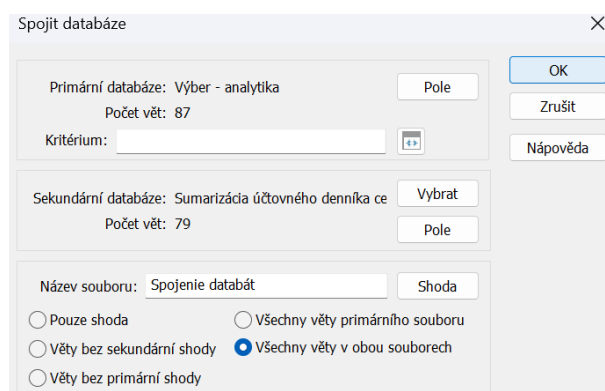 Spojit databáze
OK
Zrušit
Nápověda
Primární databáze: Výber - analytika
Pole
Počet vět: 87
Kritérium:
Sekundární databáze: Sumarizácia účtovného denníka ce
Vybrat
Počet vět: 79
Pole
Název souboru: Spojenie databát
Shoda
Pouze shoda
Všechny věty primárního souboru
Věty bez sekundární shody
Všechny věty v obou souborech
Věty bez primární shody